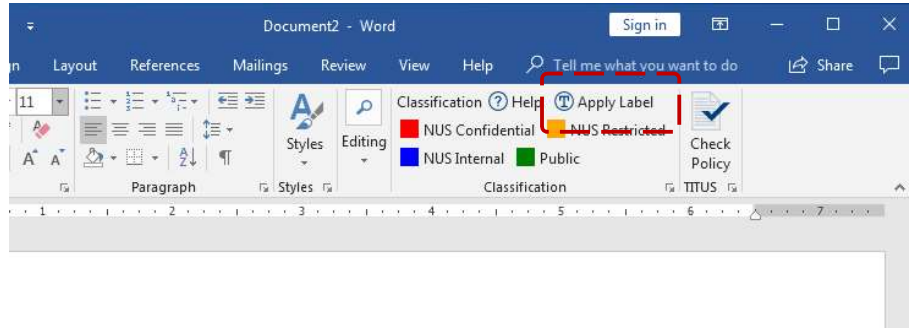 Document2 - Word
Sign in
Layout References Mailings Review View Help Tell me what you want to do Share
11
Classification ? Help T Apply Label
NUS Confidential NUS Restricted
NUS Internal Public
Styles
Editing
Check
Policy
Paragraph Styles Classification TITUS
1 2 3 4 5 6 7